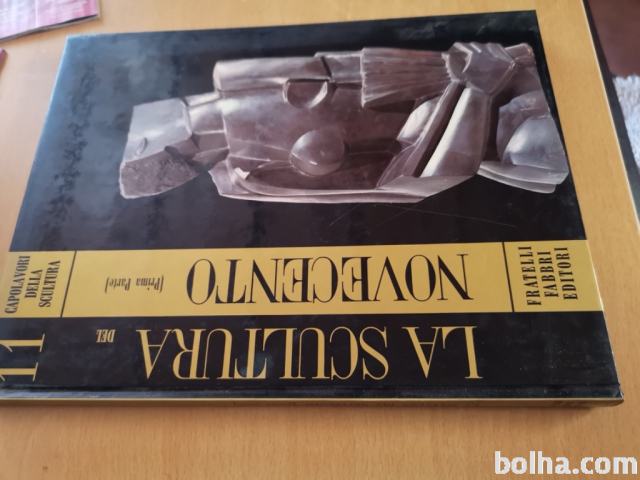 LA SCULTURA
DEL
NOVECENTO
(Prima Parte)
FRATELLI
FABBRI
EDITORI
CAPOLAVORI
DELLA
SCULTURA
11
bolha.com!